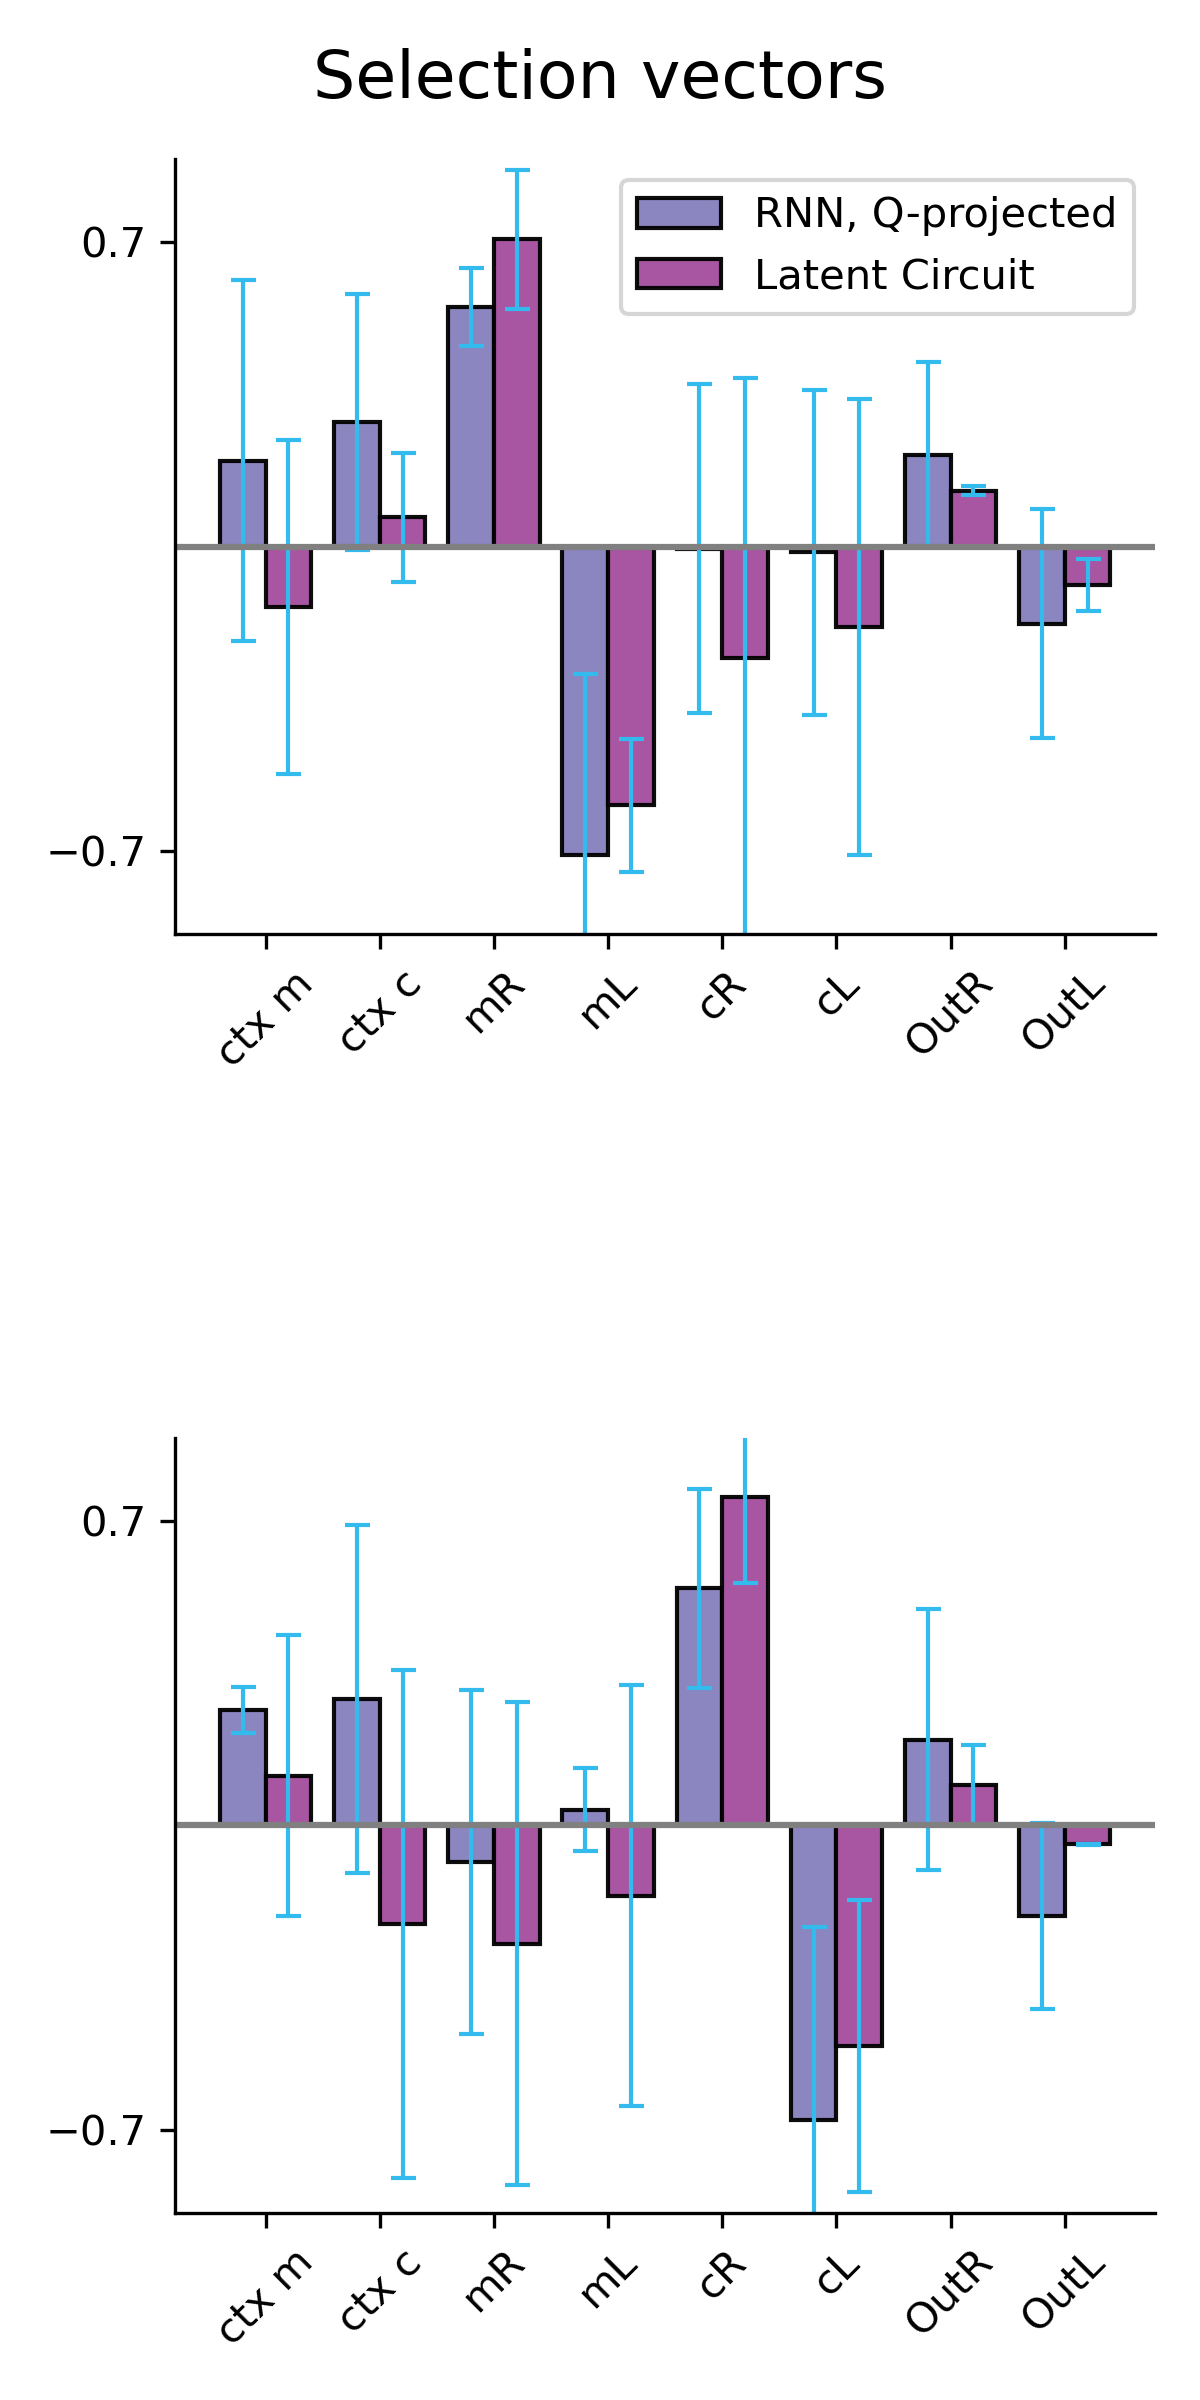 Selection vectors
RNN, Q-projected
Latent Circuit
0.7
−0.7
ctx m
ctx c
mR
mL
cR
cL
OutR
OutL
0.7
−0.7
ctx m
ctx c
mR
mL
cR
cL
OutR
OutL